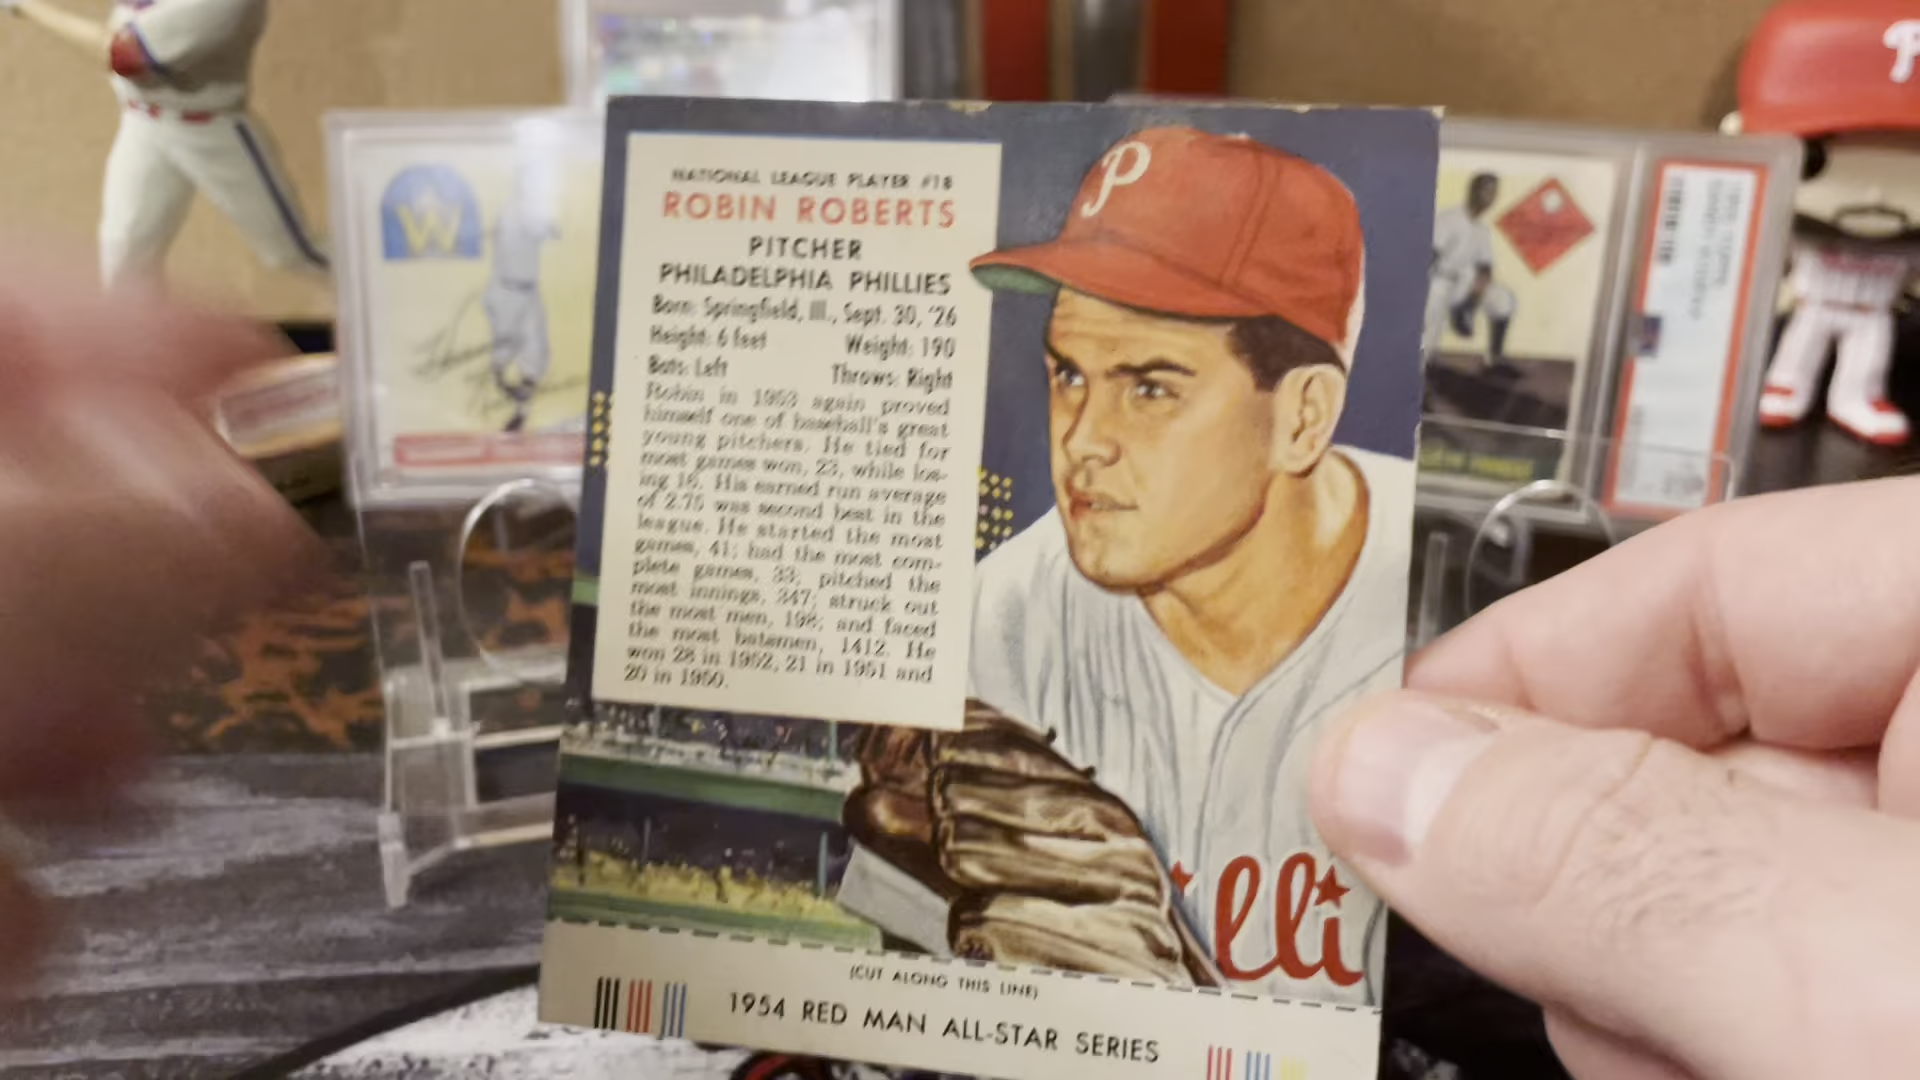 NATIONAL LEAGUE PLAYER #18
ROBIN ROBERTS
PITCHER
PHILADELPHIA PHILLIES
Born: Springfield, Ill., Sept. 30, '26
Height: 6 feet Weight: 190
Bats: Left Throws: Right
Robin in 1953 again proved
himself one of baseball's great
young pitchers. He tied for
most games won, 23, while los-
ing 16. His earned run average
of 2.75 was second best in the
league. He started the most
games, 41; had the most com-
plete games, 33; pitched the
most innings, 347; struck out
the most men, 198; and faced
the most batsmen, 1412. He
won 28 in 1952, 21 in 1951 and
20 in 1950.
P
illi
(CUT ALONG THIS LINE)
1954 RED MAN ALL-STAR SERIES
W
P